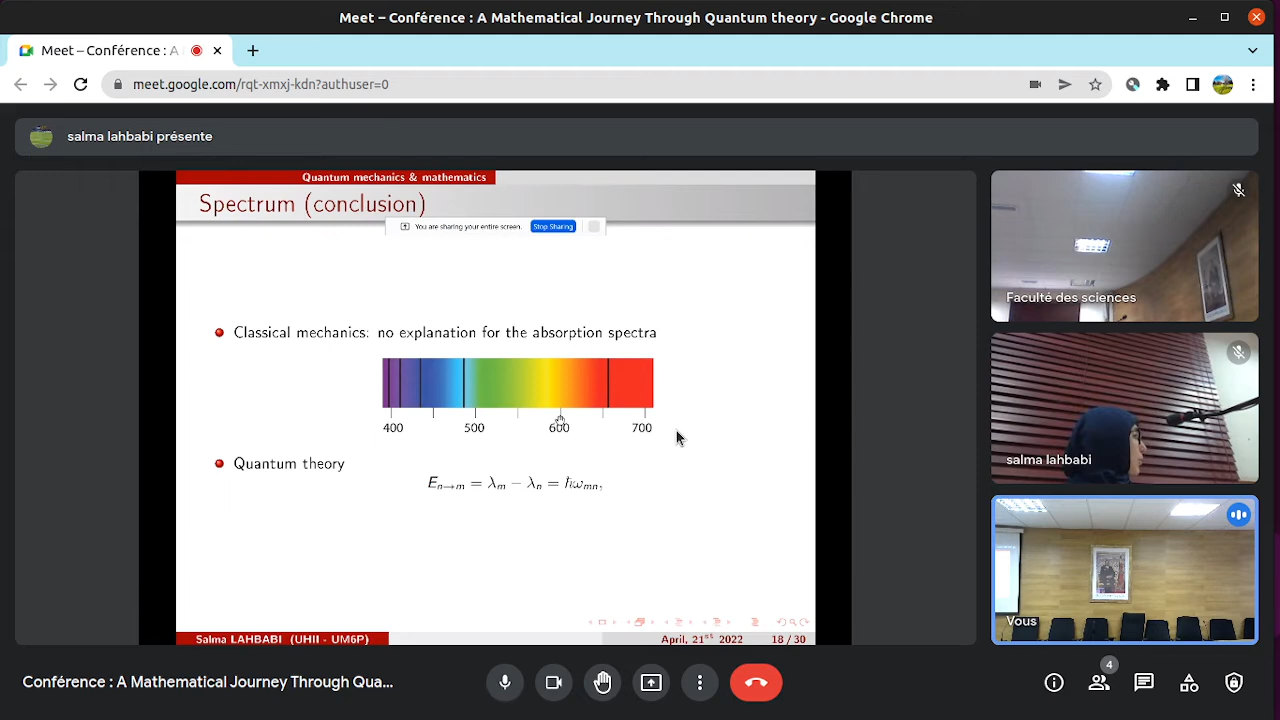 Meet – Conférence : A Mathematical Journey Through Quantum theory - Google Chrome
Meet – Conférence : A
meet.google.com/rqt-xmxj-kdn?authuser=0
salma lahbabi présente
Quantum mechanics & mathematics
Spectrum (conclusion)
You are sharing your entire screen. Stop Sharing
Classical mechanics: no explanation for the absorption spectra
400 500 600 700
Quantum theory
E_{n→m} = λ_m − λ_n = ħω_{mn},
Salma LAHBABI (UHII - UM6P) April, 21st 2022 18 / 30
Faculté des sciences
salma lahbabi
Vous
Conférence : A Mathematical Journey Through Qua...
4